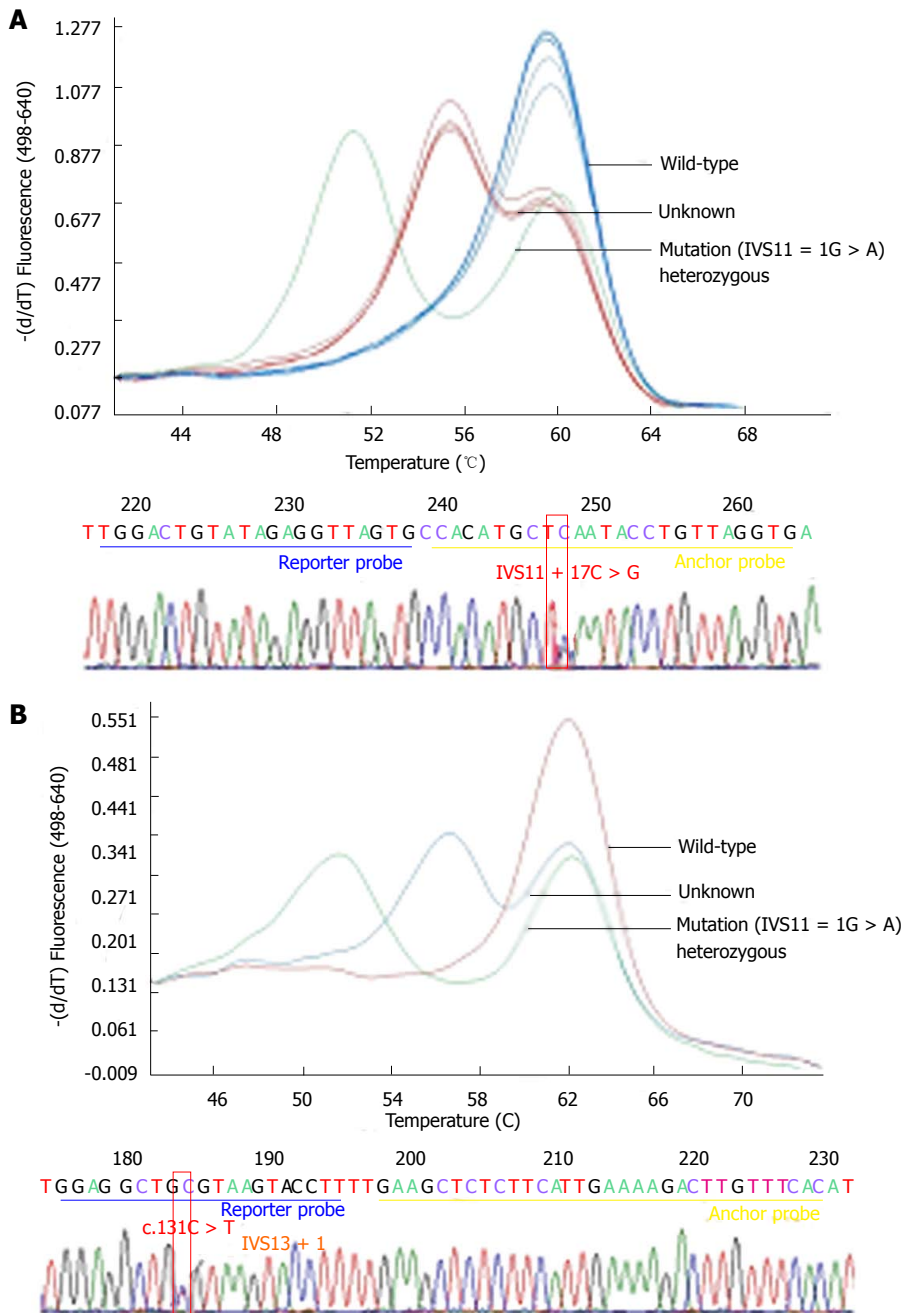 A
1.277
1.077
0.877
0.677
0.477
0.277
0.077
-(d/dT) Fluorescence (498-640)
Wild-type
Unknown
Mutation (IVS11 = 1G > A)
heterozygous
44 48 52 56 60 64 68
Temperature (℃)
220 230 240 250 260
TTGGACTGTATAGAGGTTAGTGCCACATGCTCAATACCTGTTAGGTGA
Reporter probe
Anchor probe
IVS11 + 17C > G
B
0.551
0.481
0.441
0.341
0.271
0.201
0.131
0.061
-0.009
-(d/dT) Fluorescence (498-640)
Wild-type
Unknown
Mutation (IVS11 = 1G > A)
heterozygous
46 50 54 58 62 66 70
Temperature (C)
180 190 200 210 220 230
TGGAGGCTGCGTAAGTACCTTTTGAAGCTCTCTTCATTGAAAAGACTTGTTTCACAT
Reporter probe
Anchor probe
c.131C > T
IVS13 + 1